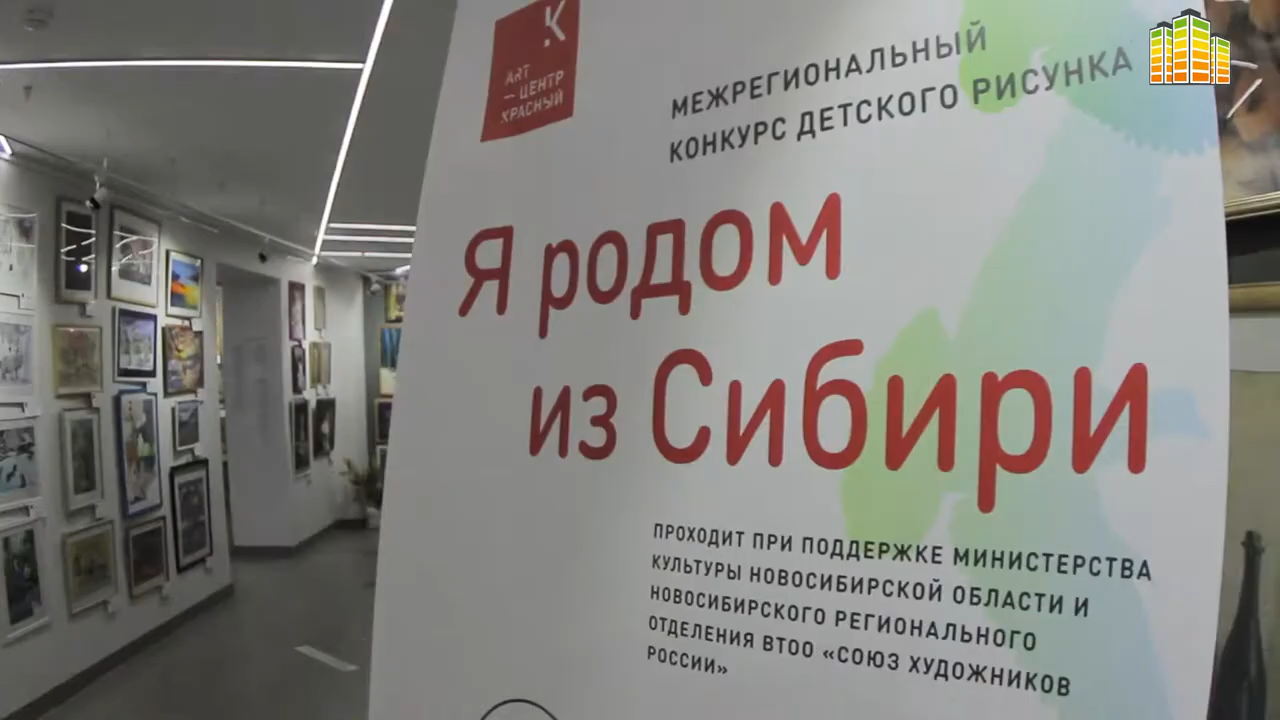 К
ART
— ЦЕНТР
КРАСНЫЙ
МЕЖРЕГИОНАЛЬНЫЙ
КОНКУРС ДЕТСКОГО РИСУНКА
Я родом
из Сибири
ПРОХОДИТ ПРИ ПОДДЕРЖКЕ МИНИСТЕРСТВА
КУЛЬТУРЫ НОВОСИБИРСКОЙ ОБЛАСТИ И
НОВОСИБИРСКОГО РЕГИОНАЛЬНОГО
ОТДЕЛЕНИЯ ВТОО «СОЮЗ ХУДОЖНИКОВ
РОССИИ»